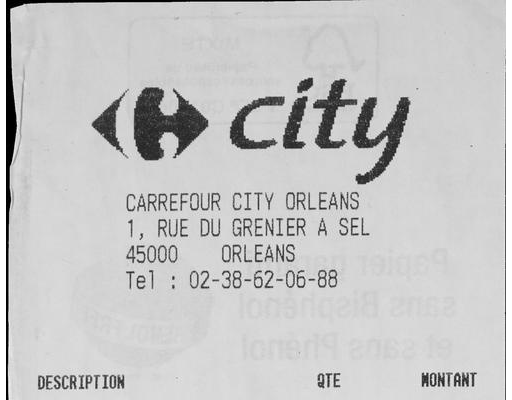 city
CARREFOUR CITY ORLEANS
1, RUE DU GRENIER A SEL
45000 ORLEANS
Tel : 02-38-62-06-88
Papier garanti
sans Bisphénol
et sans Phénol
DESCRIPTION QTE MONTANT